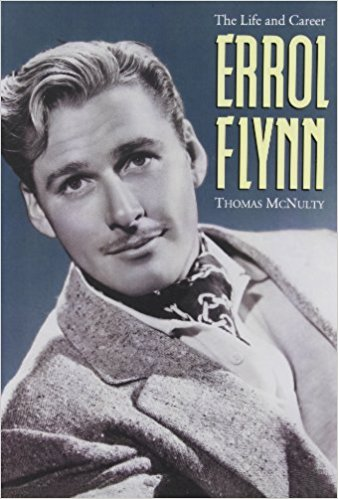 The Life and Career
ERROL
FLYNN
THOMAS MCNULTY